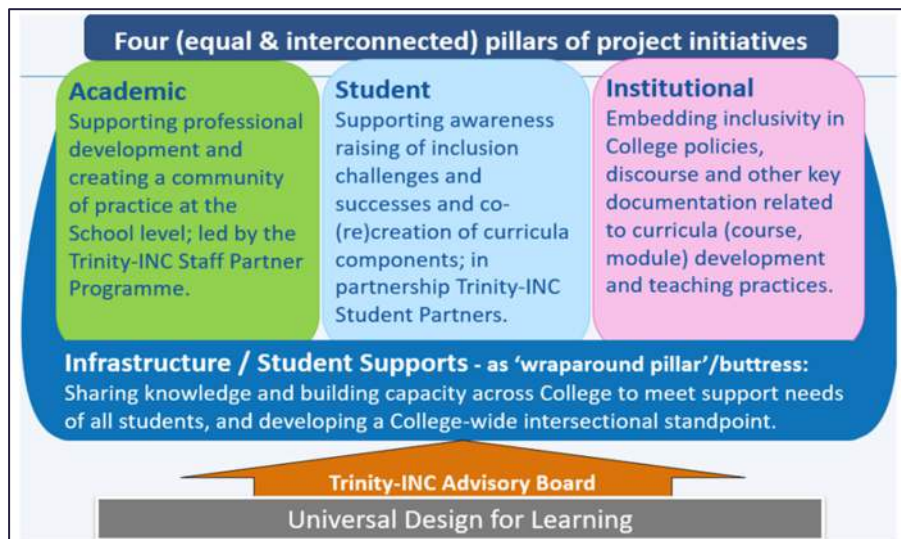 Four (equal & interconnected) pillars of project initiatives
Academic
Supporting professional
development and
creating a community
of practice at the
School level; led by the
Trinity-INC Staff Partner
Programme.
Student
Supporting awareness
raising of inclusion
challenges and
successes and co-
(re)creation of curricula
components; in
partnership Trinity-INC
Student Partners.
Institutional
Embedding inclusivity in
College policies,
discourse and other key
documentation related
to curricula (course,
module) development
and teaching practices.
Infrastructure / Student Supports - as ‘wraparound pillar’/buttress:
Sharing knowledge and building capacity across College to meet support needs
of all students, and developing a College-wide intersectional standpoint.
Trinity-INC Advisory Board
Universal Design for Learning